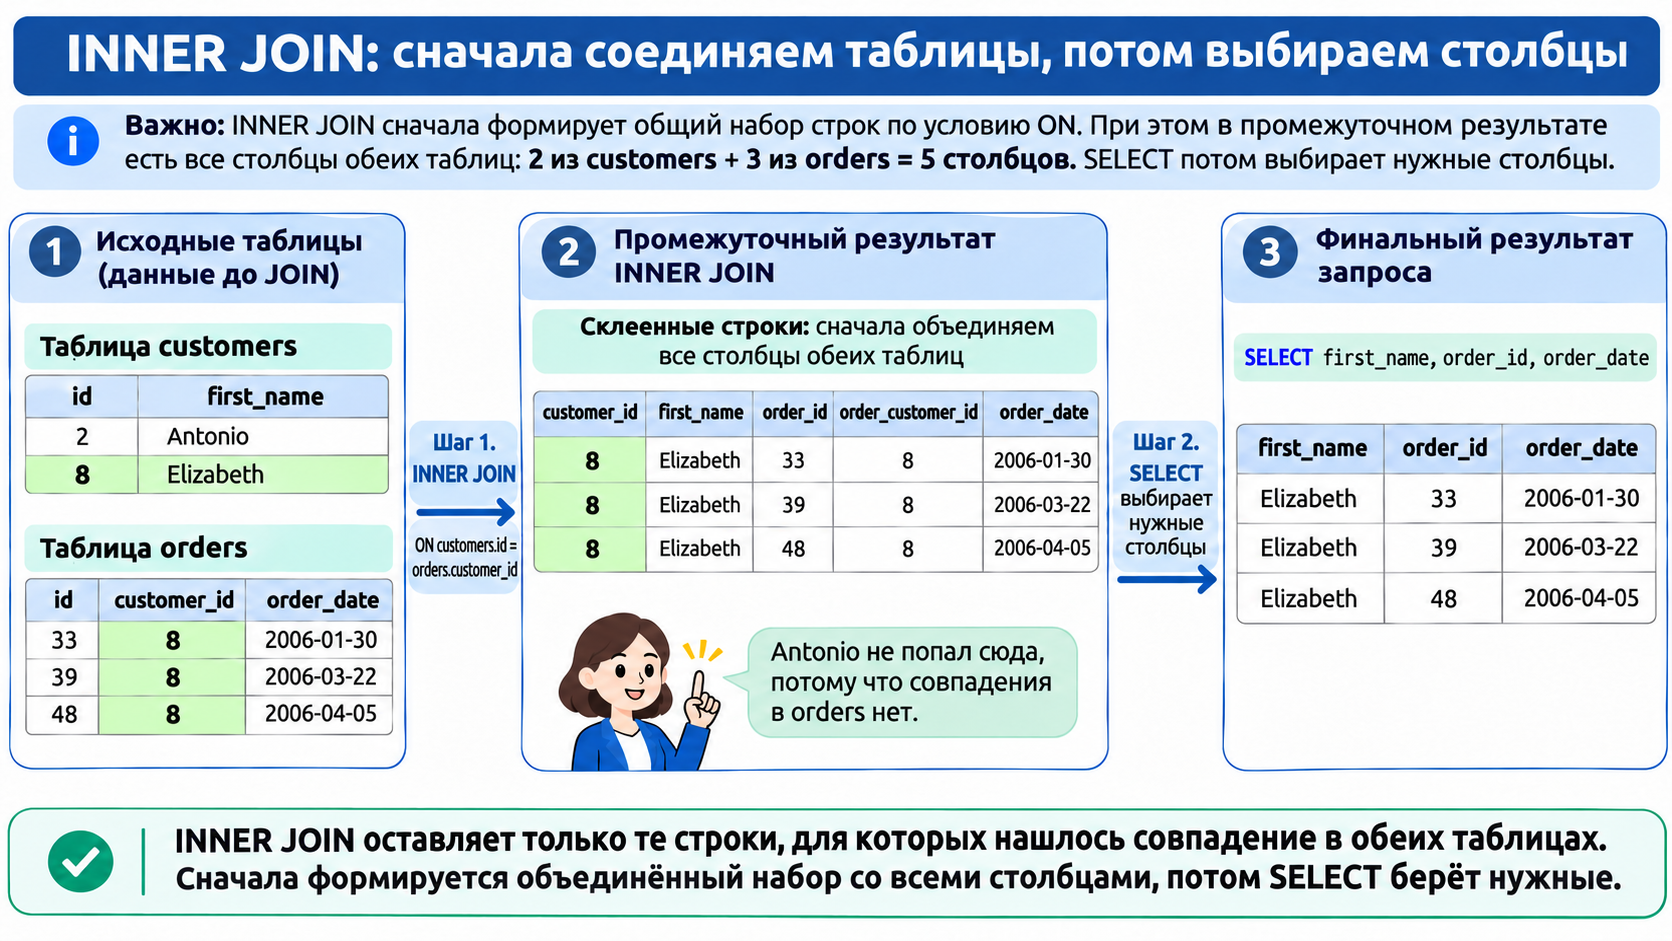 INNER JOIN: сначала соединяем таблицы, потом выбираем столбцы
i
Важно: INNER JOIN сначала формирует общий набор строк по условию ON. При этом в промежуточном результате
есть все столбцы обеих таблиц: 2 из customers + 3 из orders = 5 столбцов. SELECT потом выбирает нужные столбцы.
1
Исходные таблицы
(данные до JOIN)
Таблица customers
id first_name
2 Antonio
8 Elizabeth
Таблица orders
id customer_id order_date
33 8 2006-01-30
39 8 2006-03-22
48 8 2006-04-05
Шаг 1.
INNER JOIN
ON customers.id =
orders.customer_id
2
Промежуточный результат
INNER JOIN
Склеенные строки: сначала объединяем
все столбцы обеих таблиц
customer_id first_name order_id order_customer_id order_date
8 Elizabeth 33 8 2006-01-30
8 Elizabeth 39 8 2006-03-22
8 Elizabeth 48 8 2006-04-05
Antonio не попал сюда,
потому что совпадения
в orders нет.
Шаг 2.
SELECT
выбирает
нужные
столбцы
3
Финальный результат
запроса
SELECT first_name, order_id, order_date
first_name order_id order_date
Elizabeth 33 2006-01-30
Elizabeth 39 2006-03-22
Elizabeth 48 2006-04-05
INNER JOIN оставляет только те строки, для которых нашлось совпадение в обеих таблицах.
Сначала формируется объединённый набор со всеми столбцами, потом SELECT берёт нужные.